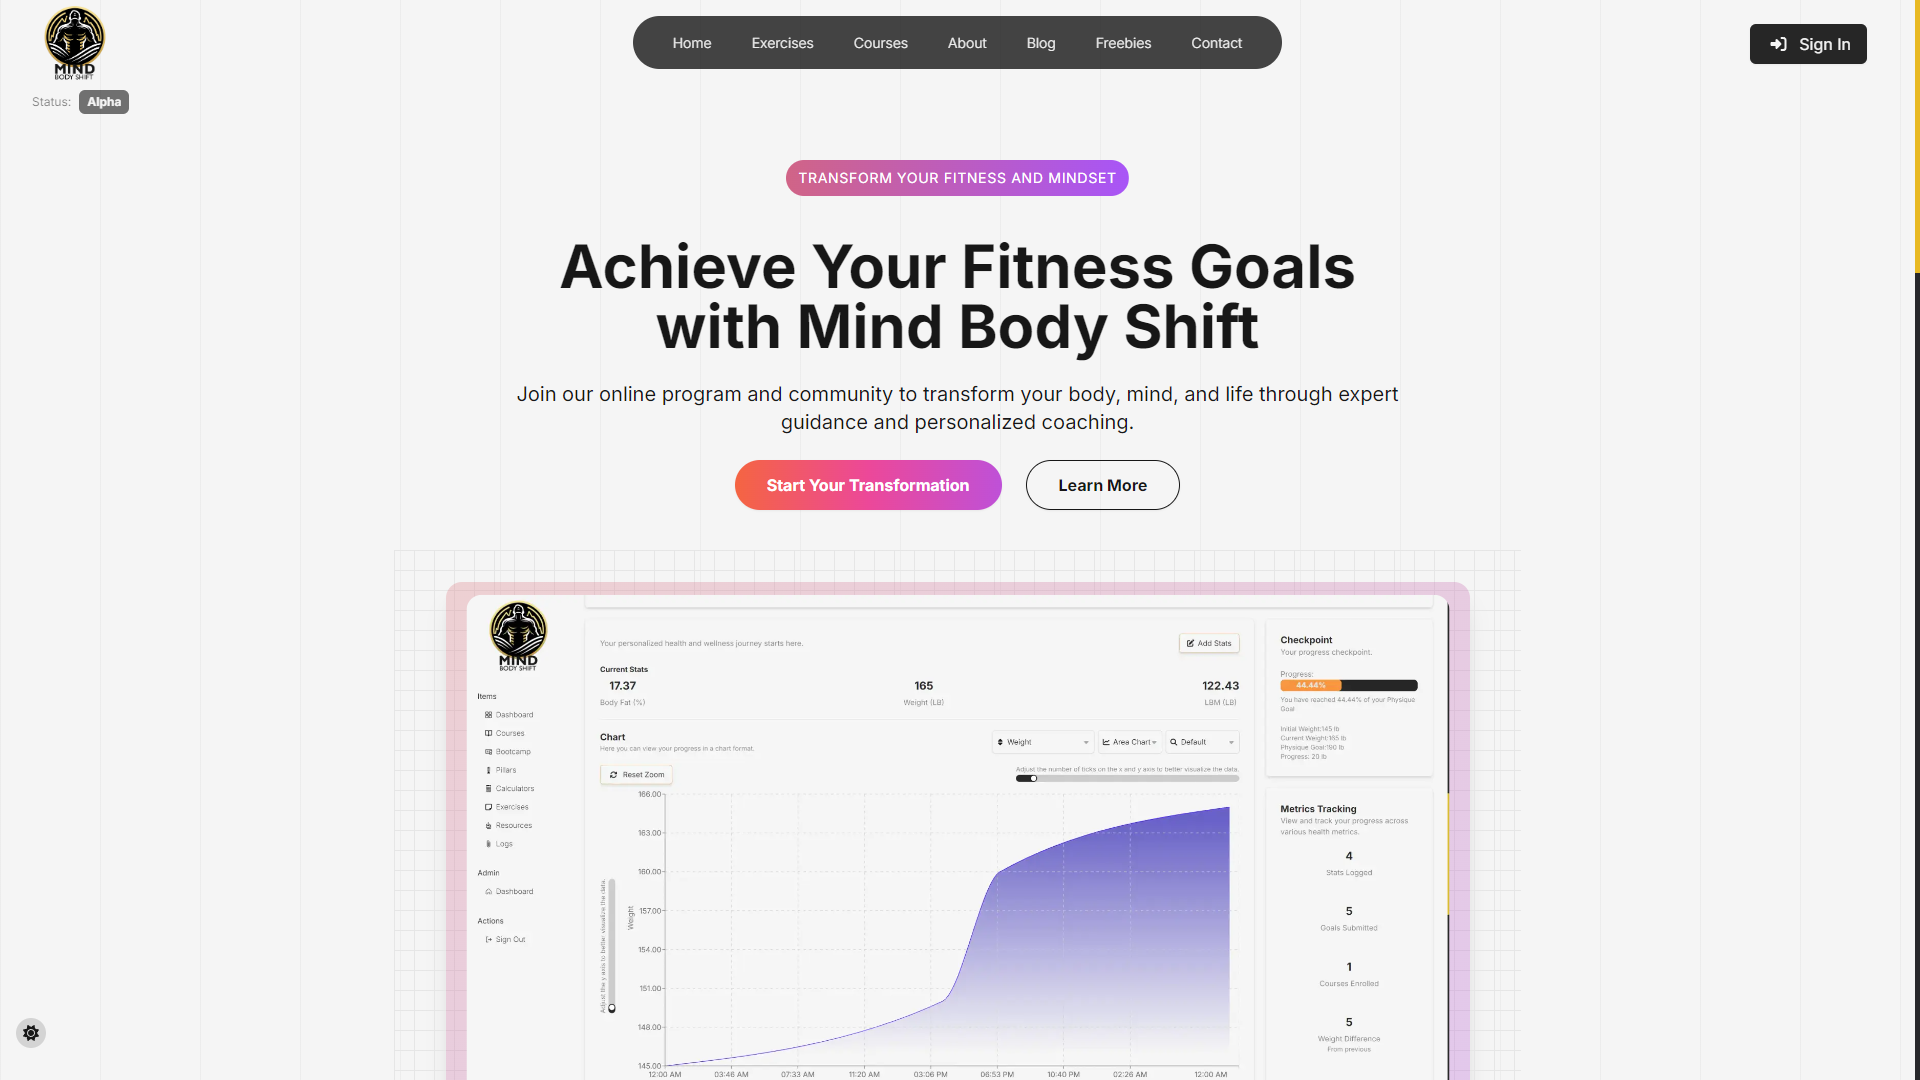 MIND
BODY SHIFT
Status: Alpha
Home Exercises Courses About Blog Freebies Contact
Sign In
TRANSFORM YOUR FITNESS AND MINDSET
Achieve Your Fitness Goals
with Mind Body Shift
Join our online program and community to transform your body, mind, and life through expert
guidance and personalized coaching.
Start Your Transformation
Learn More
MIND
BODY SHIFT
Items
Dashboard
Courses
Bootcamp
Pillars
Calculators
Exercises
Resources
Logs
Admin
Dashboard
Actions
Sign Out
Your personalized health and wellness journey starts here.
Add Stats
Current Stats
17.37 165 122.43
Body Fat (%) Weight (LB) LBM (LB)
Chart
Here you can view your progress in a chart format.
Weight Area Chart Default
Reset Zoom
Adjust the number of ticks on the x and y axis to better visualize the data.
Adjust the y axis to better visualize the data.
Weight
166.00
163.00
160.00
157.00
154.00
151.00
148.00
145.00
12:00 AM 03:46 AM 07:33 AM 11:20 AM 03:06 PM 06:53 PM 10:40 PM 02:26 AM 12:00 AM
Checkpoint
Your progress checkpoint.
Progress:
44.44%
You have reached 44.44% of your Physique
Goal
Initial Weight:145 lb
Current Weight:165 lb
Physique Goal:190 lb
Progress: 20 lb
Metrics Tracking
View and track your progress across
various health metrics.
4
Stats Logged
5
Goals Submitted
1
Courses Enrolled
5
Weight Difference
From previous